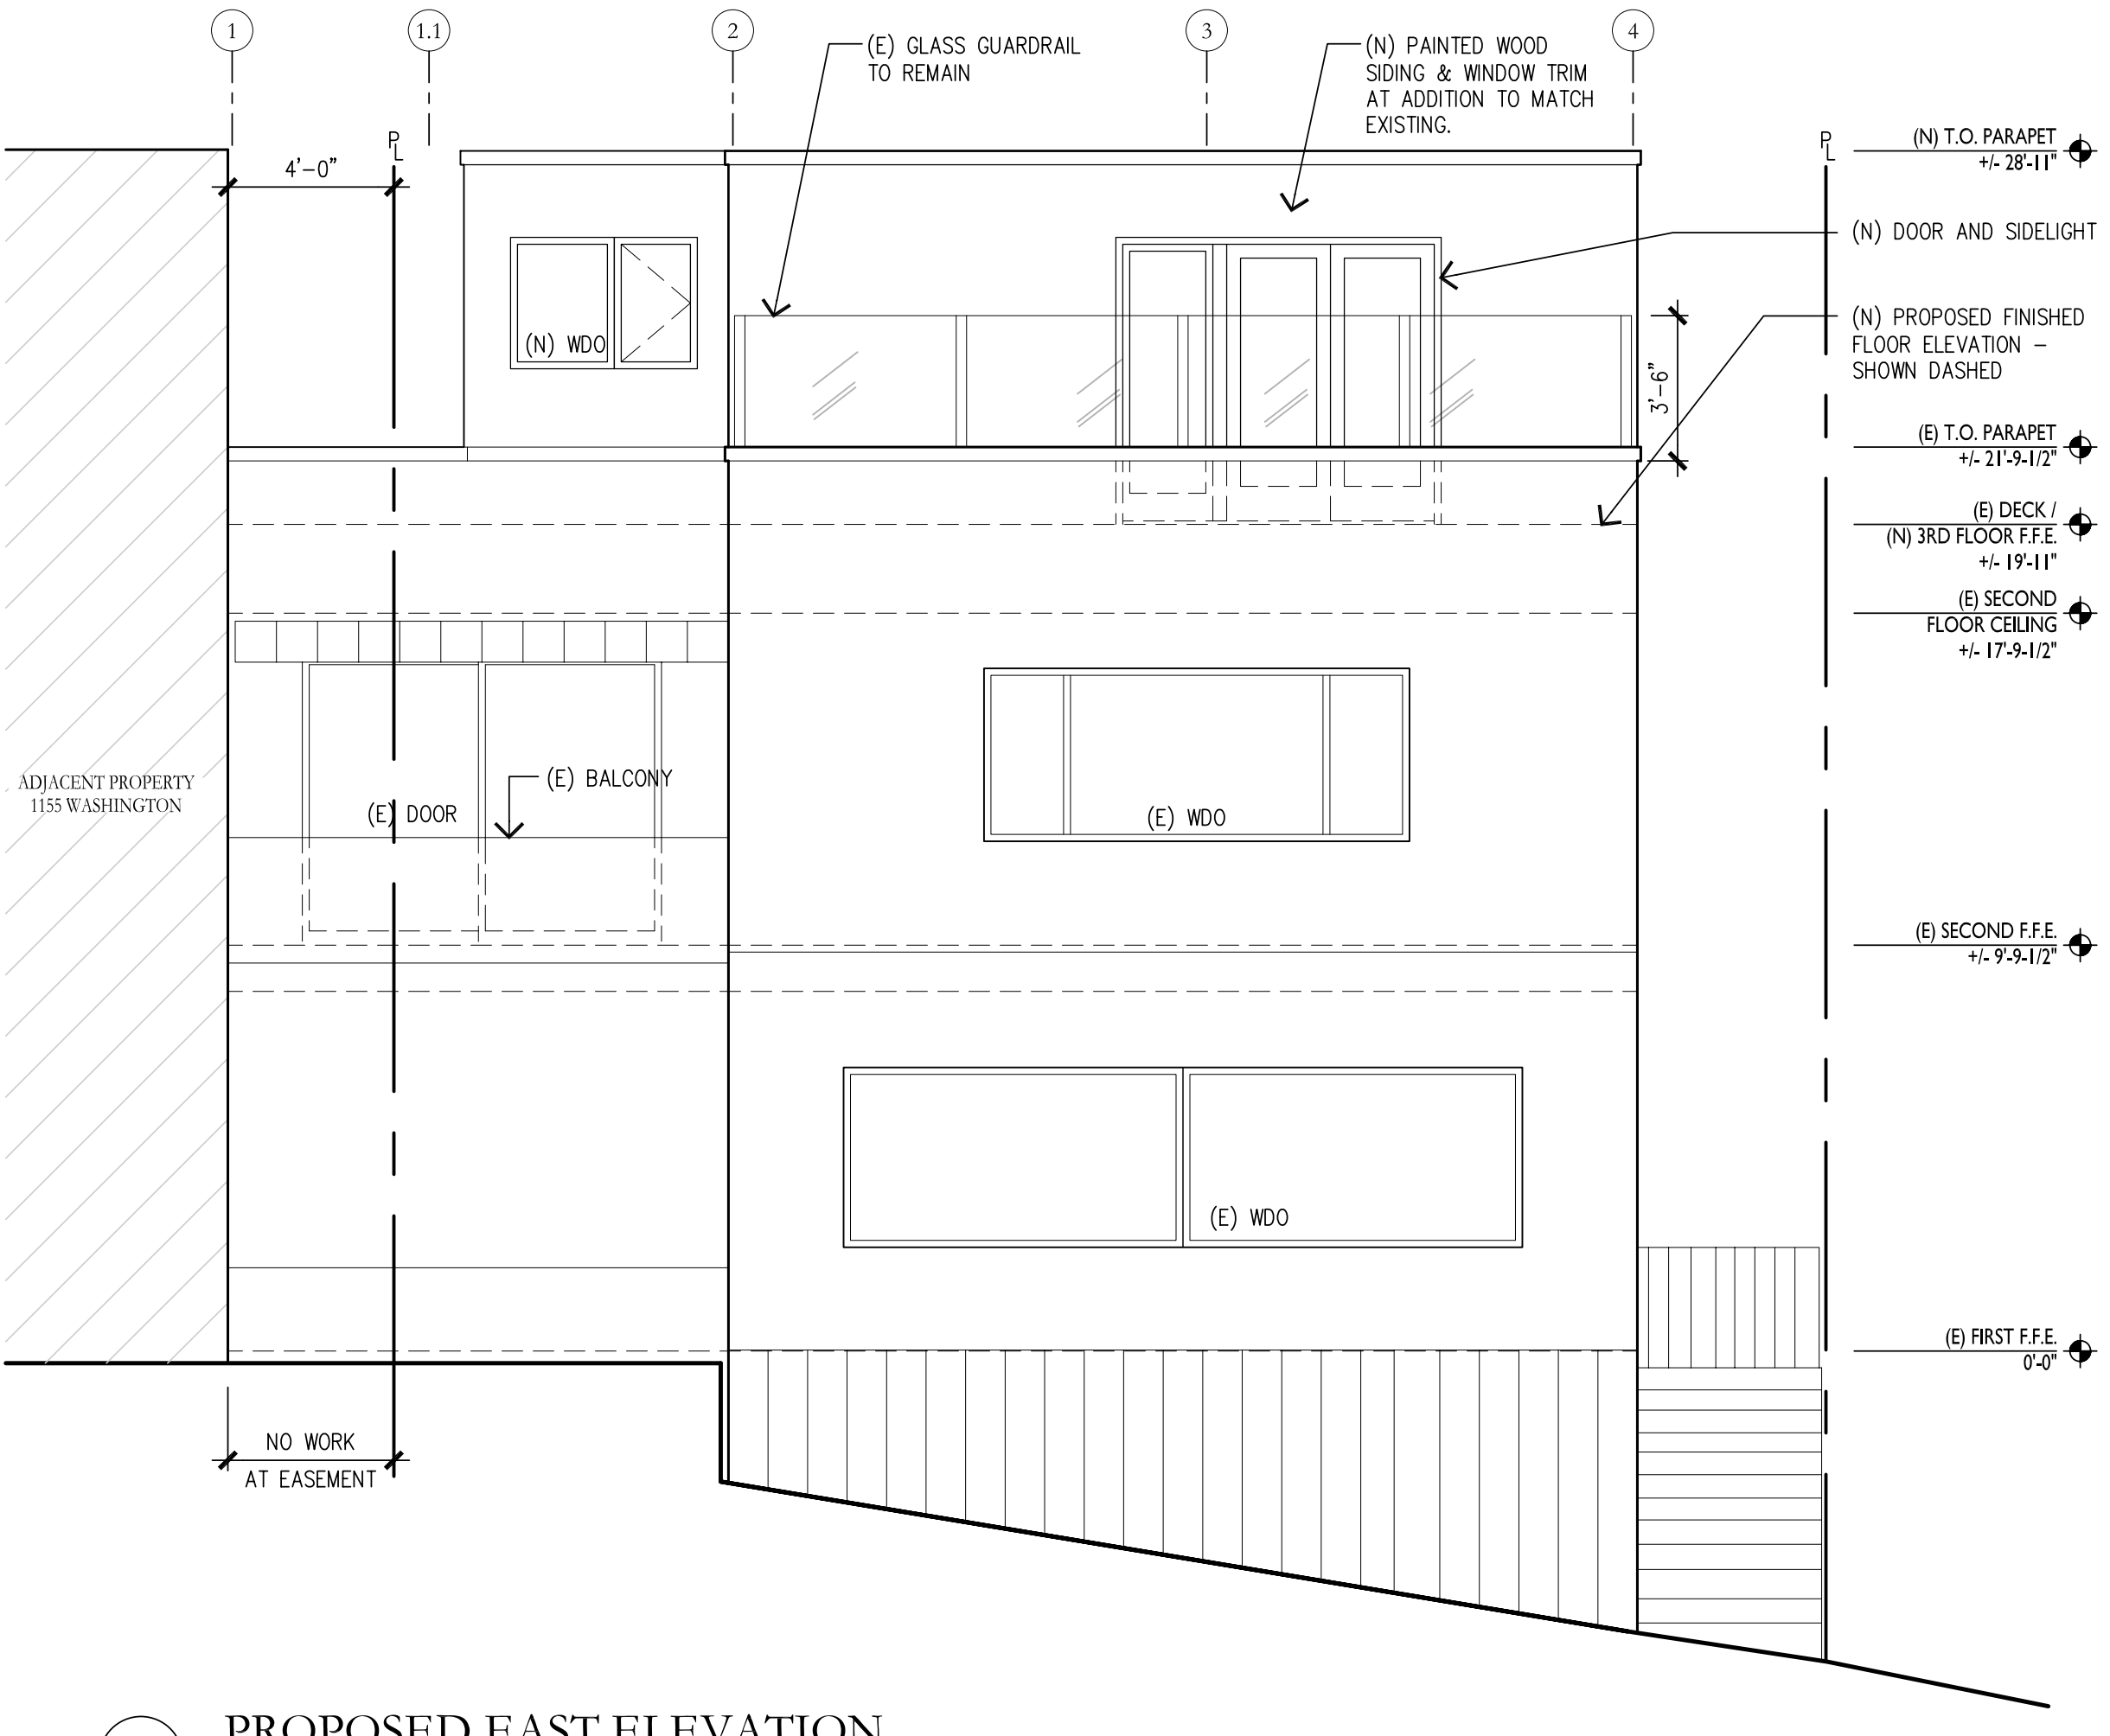 1
1.1
2
3
4
(E) GLASS GUARDRAIL
TO REMAIN
(N) PAINTED WOOD
SIDING & WINDOW TRIM
AT ADDITION TO MATCH
EXISTING.
PL
4'-0"
PL
(N) T.O. PARAPET
+/- 28'-11"
(N) DOOR AND SIDELIGHT
(N) WDO
(N) PROPOSED FINISHED
FLOOR ELEVATION –
SHOWN DASHED
3'-6"
(E) T.O. PARAPET
+/- 21'-9-1/2"
(E) DECK /
(N) 3RD FLOOR F.F.E.
+/- 19'-11"
(E) SECOND
FLOOR CEILING
+/- 17'-9-1/2"
ADJACENT PROPERTY
1155 WASHINGTON
(E) BALCONY
(E) DOOR
(E) WDO
(E) SECOND F.F.E.
+/- 9'-9-1/2"
(E) WDO
(E) FIRST F.F.E.
0'-0"
NO WORK
AT EASEMENT
PROPOSED EAST ELEVATION